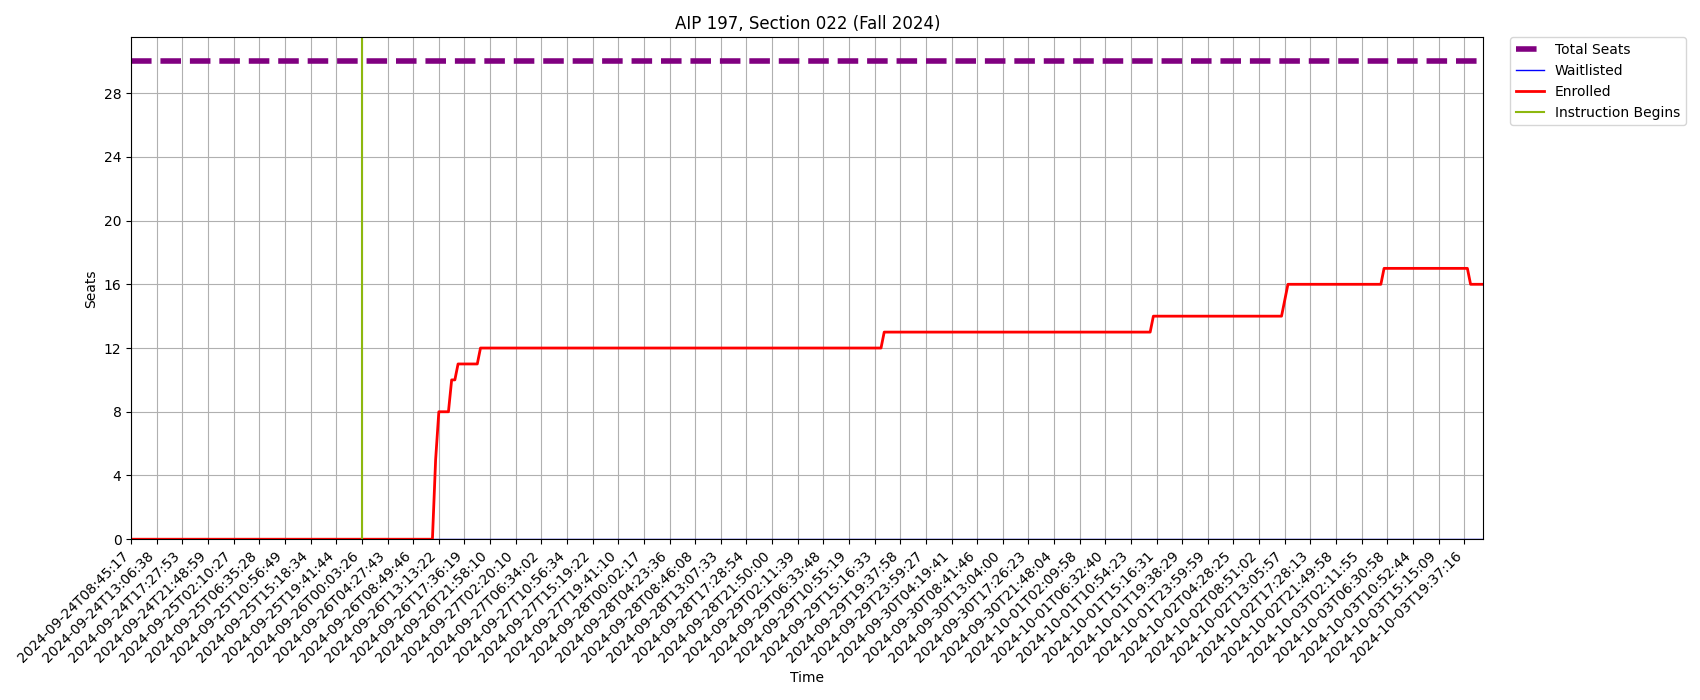 AIP 197, Section 022 (Fall 2024)
Total Seats
Waitlisted
Enrolled
Instruction Begins
Seats
28
24
20
16
12
8
4
0
2024-09-24T08:45:17
2024-09-24T13:06:38
2024-09-24T17:27:53
2024-09-24T21:48:59
2024-09-25T02:10:27
2024-09-25T06:35:28
2024-09-25T10:56:49
2024-09-25T15:18:34
2024-09-25T19:41:44
2024-09-26T00:03:26
2024-09-26T04:27:43
2024-09-26T08:49:46
2024-09-26T13:13:22
2024-09-26T17:36:19
2024-09-26T21:58:10
2024-09-27T02:20:10
2024-09-27T06:34:02
2024-09-27T10:56:34
2024-09-27T15:19:22
2024-09-27T19:41:10
2024-09-28T00:02:17
2024-09-28T04:23:36
2024-09-28T08:46:08
2024-09-28T13:07:33
2024-09-28T17:28:54
2024-09-28T21:50:00
2024-09-29T02:11:39
2024-09-29T06:33:48
2024-09-29T10:55:19
2024-09-29T15:16:33
2024-09-29T19:37:58
2024-09-29T23:59:27
2024-09-30T04:19:41
2024-09-30T08:41:46
2024-09-30T13:04:00
2024-09-30T17:26:23
2024-09-30T21:48:04
2024-10-01T02:09:58
2024-10-01T06:32:40
2024-10-01T10:54:23
2024-10-01T15:16:31
2024-10-01T19:38:29
2024-10-01T23:59:59
2024-10-02T04:28:25
2024-10-02T08:51:02
2024-10-02T13:05:57
2024-10-02T17:28:13
2024-10-02T21:49:58
2024-10-03T02:11:55
2024-10-03T06:30:58
2024-10-03T10:52:44
2024-10-03T15:15:09
2024-10-03T19:37:16
Time